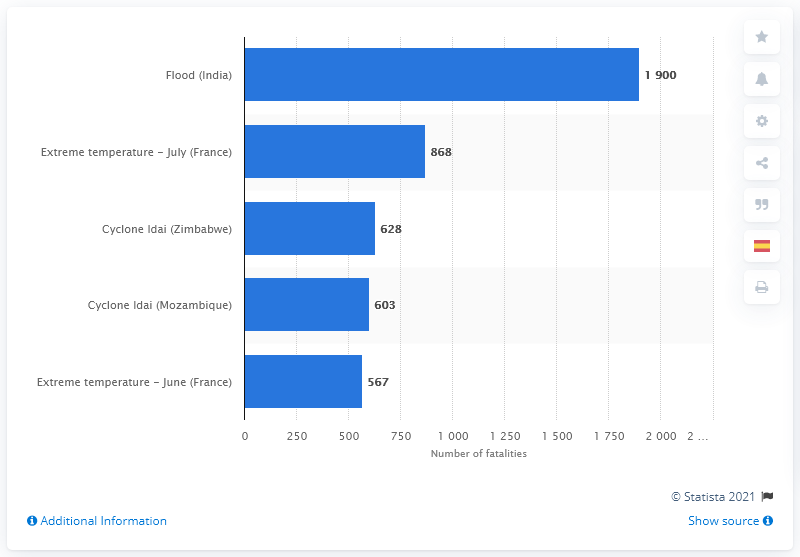 Flood (India)
1 900
Extreme temperature - July (France)
868
Cyclone Idai (Zimbabwe)
628
Cyclone Idai (Mozambique)
603
Extreme temperature - June (France)
567
0 250 500 750 1 000 1 250 1 500 1 750 2 000 2 ...
Number of fatalities
© Statista 2021
Additional Information
Show source